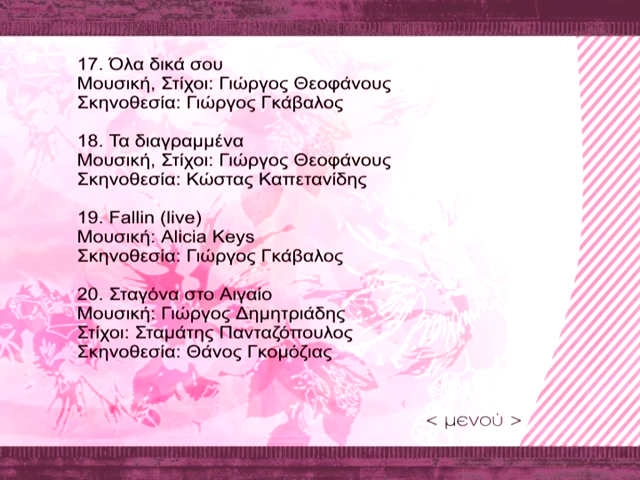 17. Όλα δικά σου
Μουσική, Στίχοι: Γιώργος Θεοφάνους
Σκηνοθεσία: Γιώργος Γκάβαλος
18. Τα διαγραμμένα
Μουσική, Στίχοι: Γιώργος Θεοφάνους
Σκηνοθεσία: Κώστας Καπετανίδης
19. Fallin (live)
Μουσική: Alicia Keys
Σκηνοθεσία: Γιώργος Γκάβαλος
20. Σταγόνα στο Αιγαίο
Μουσική: Γιώργος Δημητριάδης
Στίχοι: Σταμάτης Πανταζόπουλος
Σκηνοθεσία: Θάνος Γκομόζιας
< μενού >